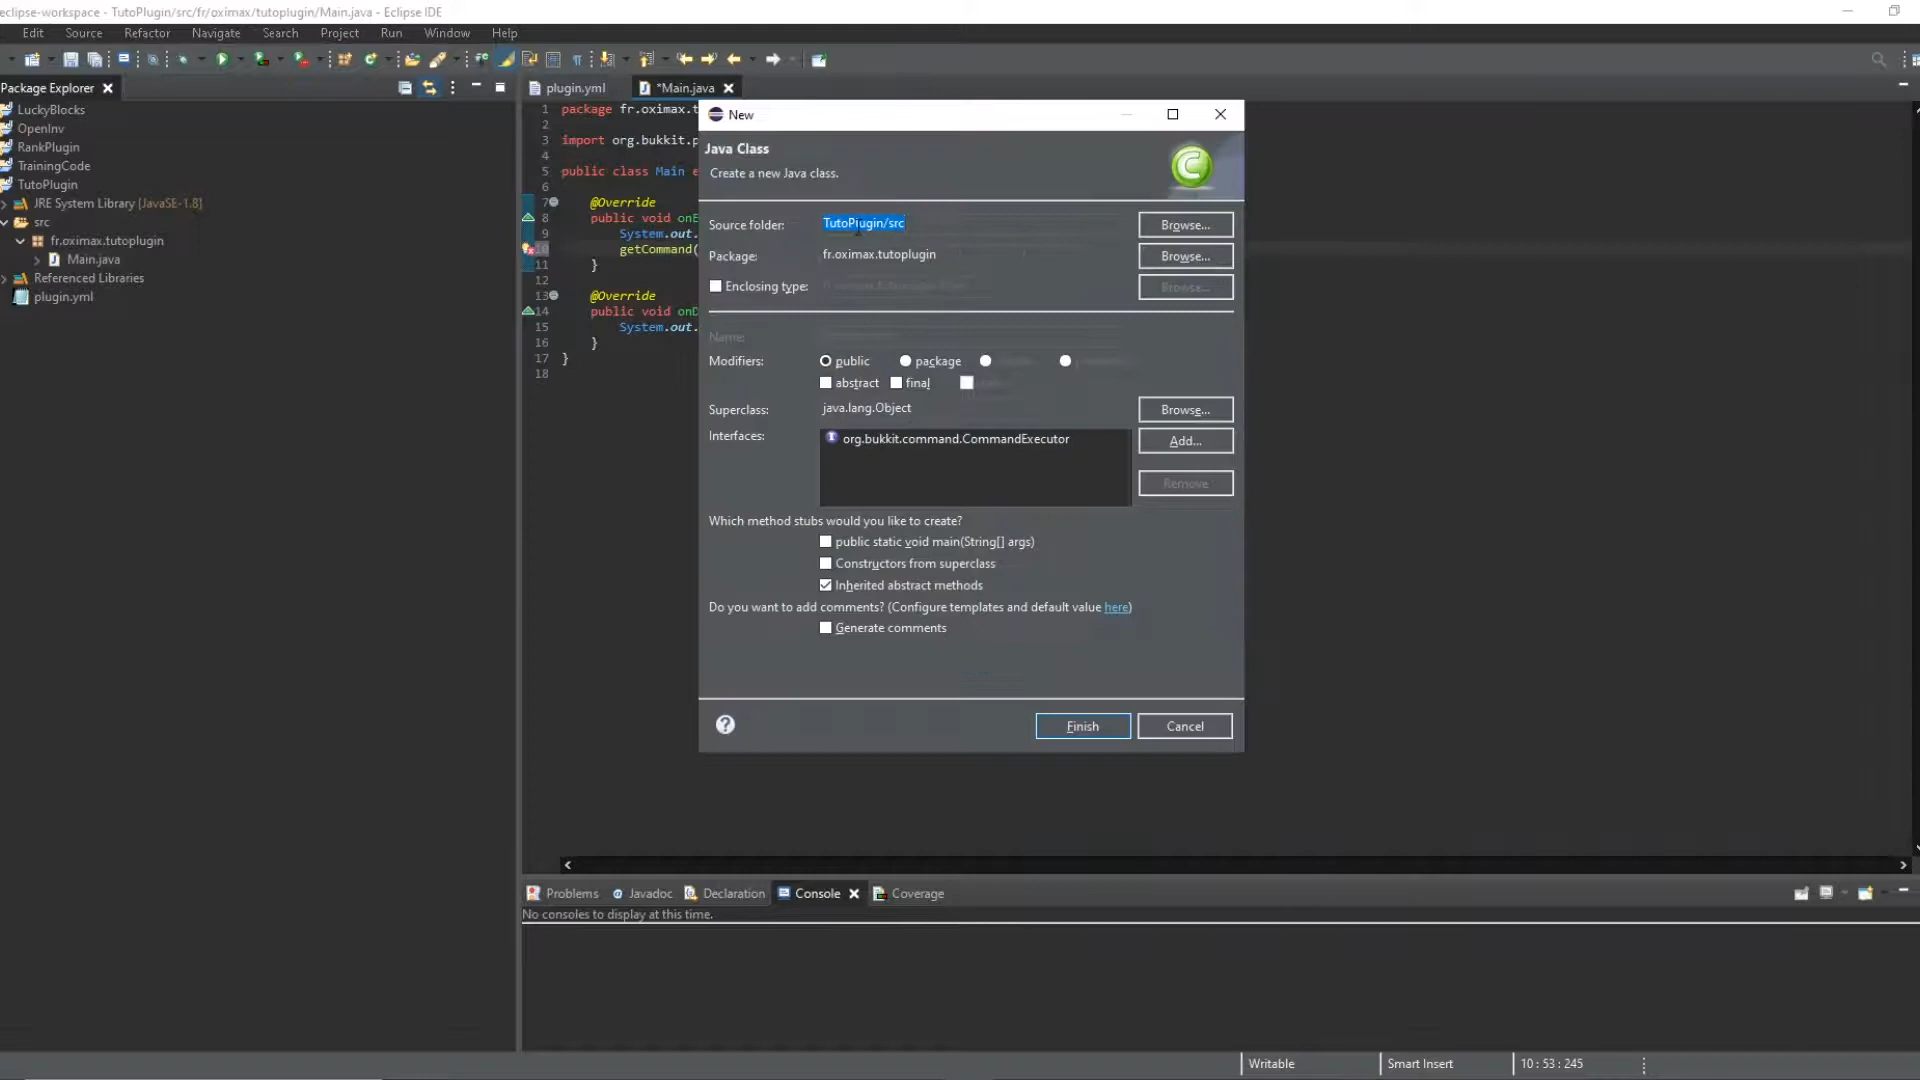 eclipse-workspace - TutoPlugin/src/fr/oximax/tutoplugin/Main.java - Eclipse IDE
Edit Source Refactor Navigate Search Project Run Window Help
Package Explorer
plugin.yml *Main.java
LuckyBlocks
OpenInv
RankPlugin
TrainingCode
TutoPlugin
JRE System Library [JavaSE-1.8]
src
fr.oximax.tutoplugin
Main.java
Referenced Libraries
plugin.yml
1 package fr.oximax.t
2
3 import org.bukkit.p
4
5 public class Main e
6
7 @Override
8 public void onE
9 System.out.
10 getCommand(
11 }
12
13 @Override
14 public void onD
15 System.out.
16 }
17 }
18
New
Java Class
Create a new Java class.
Source folder: TutoPlugin/src Browse...
Package: fr.oximax.tutoplugin Browse...
Enclosing type: Browse...
Name:
Modifiers: public package
abstract final
Superclass: java.lang.Object Browse...
Interfaces: org.bukkit.command.CommandExecutor Add...
Remove
Which method stubs would you like to create?
public static void main(String[] args)
Constructors from superclass
Inherited abstract methods
Do you want to add comments? (Configure templates and default value here)
Generate comments
Finish Cancel
Problems Javadoc Declaration Console Coverage
No consoles to display at this time.
Writable Smart Insert 10 : 53 : 245